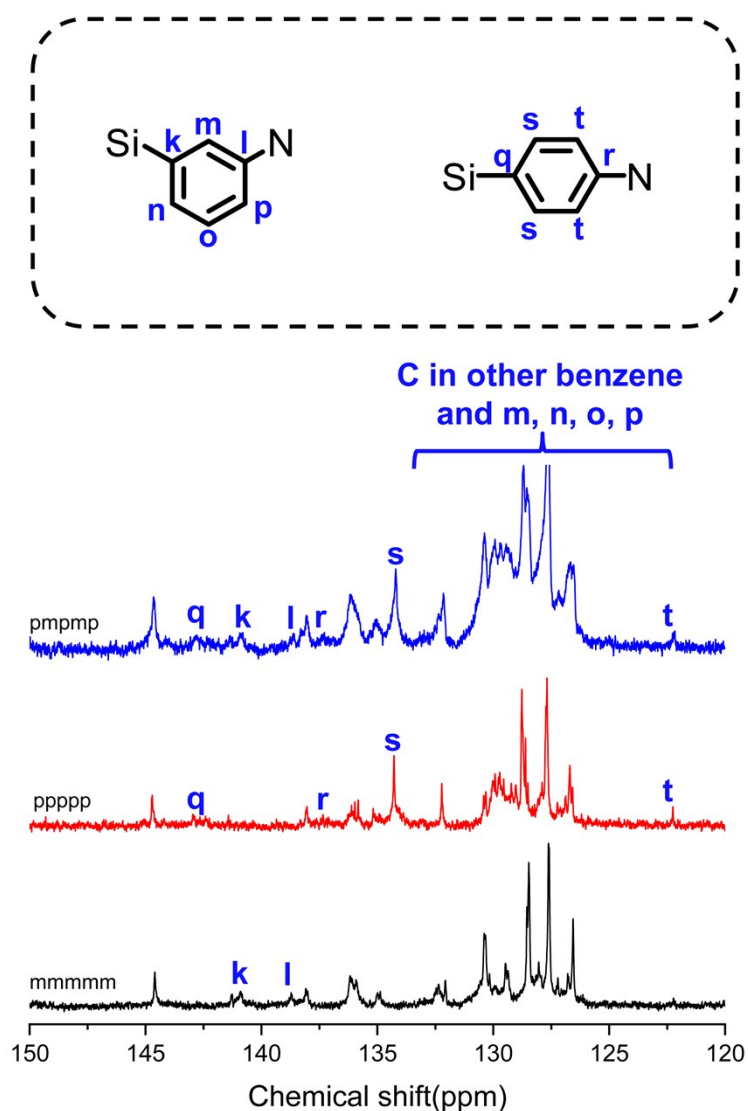 Si k m l N
n o p
Si q s t r N
s t
C in other benzene
and m, n, o, p
pmpmp q k l r s t
ppppp q r s t
mmmmm k l
150 145 140 135 130 125 120
Chemical shift(ppm)